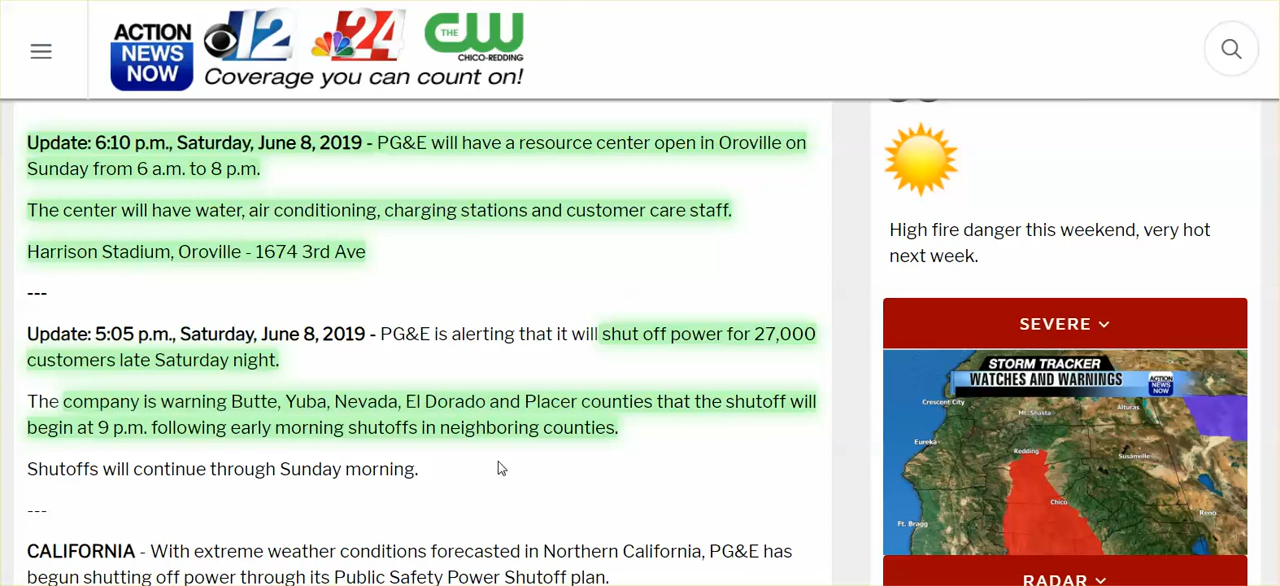 ACTION
NEWS
NOW
12
24
THE
CW
CHICO-REDDING
Coverage you can count on!
Update: 6:10 p.m., Saturday, June 8, 2019 - PG&E will have a resource center open in Oroville on
Sunday from 6 a.m. to 8 p.m.
The center will have water, air conditioning, charging stations and customer care staff.
Harrison Stadium, Oroville - 1674 3rd Ave
---
Update: 5:05 p.m., Saturday, June 8, 2019 - PG&E is alerting that it will shut off power for 27,000
customers late Saturday night.
The company is warning Butte, Yuba, Nevada, El Dorado and Placer counties that the shutoff will
begin at 9 p.m. following early morning shutoffs in neighboring counties.
Shutoffs will continue through Sunday morning.
---
CALIFORNIA - With extreme weather conditions forecasted in Northern California, PG&E has
begun shutting off power through its Public Safety Power Shutoff plan.
High fire danger this weekend, very hot
next week.
SEVERE
STORM TRACKER
WATCHES AND WARNINGS
ACTION
NEWS
NOW
Crescent City
Mt. Shasta
Alturas
Eureka
Redding
Susanville
Chico
Reno
Ft. Bragg
RADAR